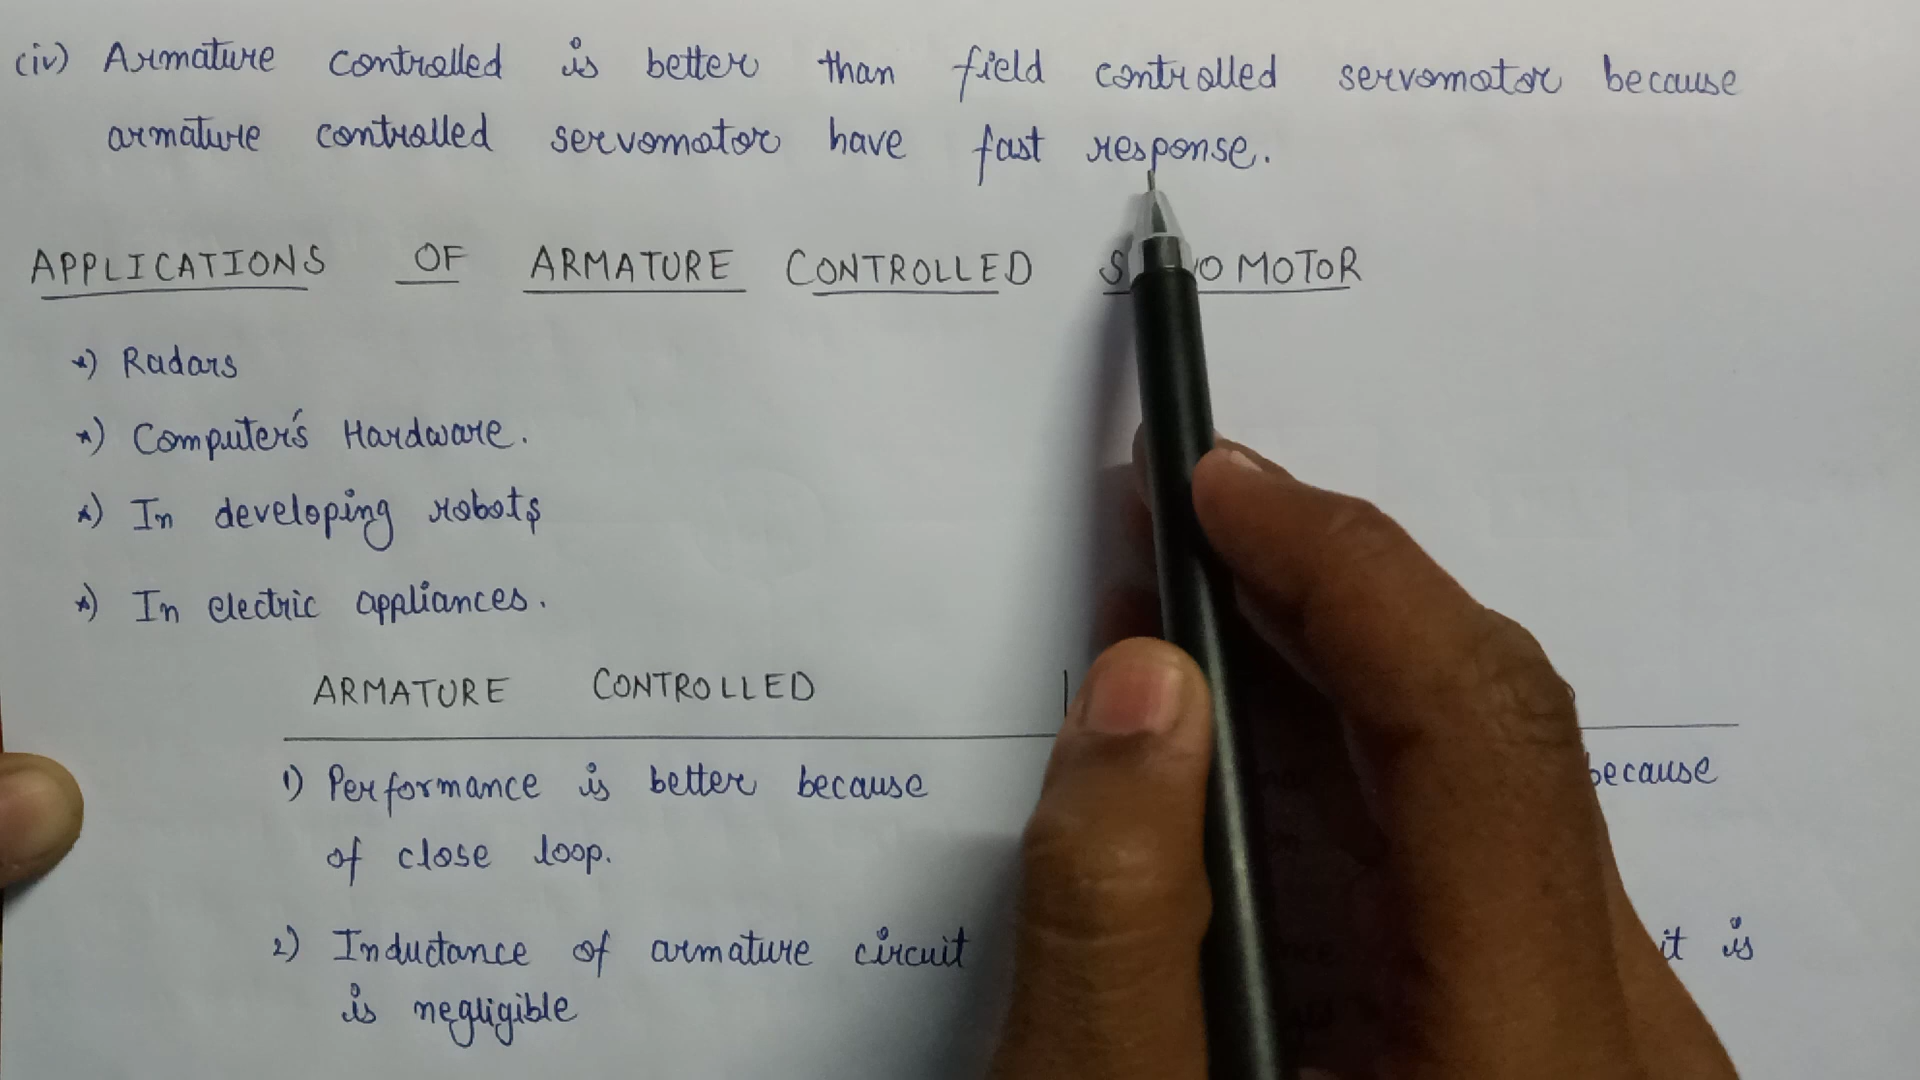 (iv) Armature controlled is better than field controlled servomotor because
armature controlled servomotor have fast response.
APPLICATIONS OF ARMATURE CONTROLLED MOTOR
*) Radars
*) Computer's Hardware.
*) In developing robots
*) In electric appliances.
ARMATURE CONTROLLED
1) Performance is better because because
of close loop.
2) Inductance of armature circuit it is
is negligible